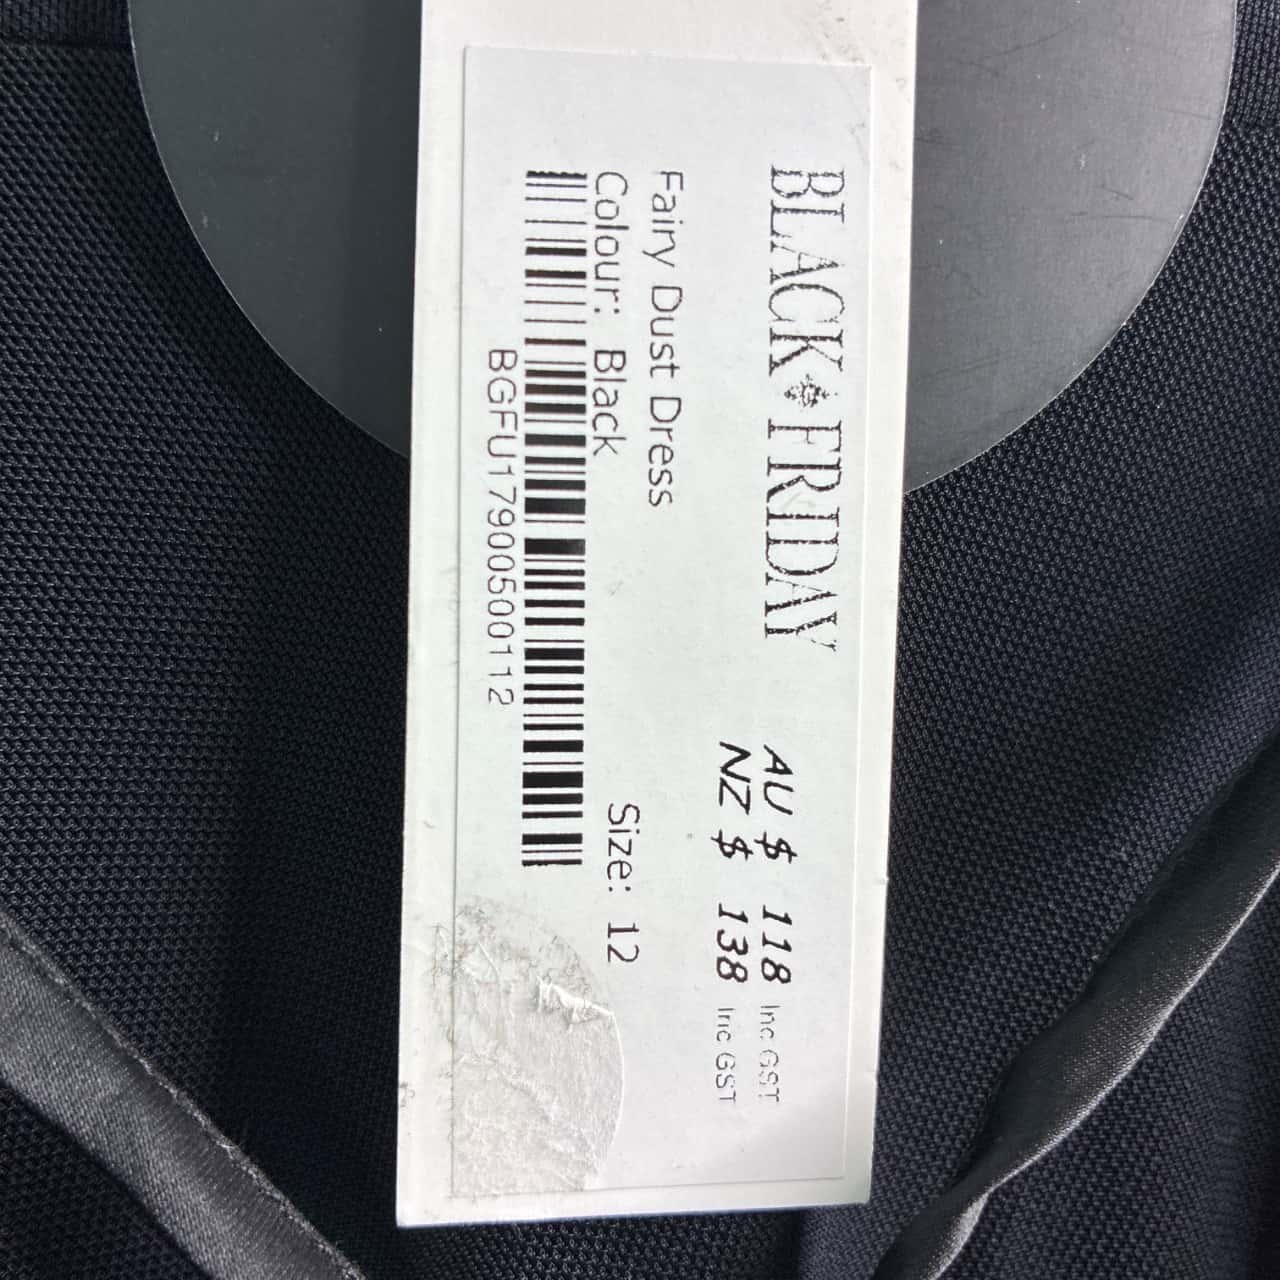 BLACK FRIDAY
AU $ 118 Inc GST
NZ $ 138 Inc GST
Fairy Dust Dress
Colour: Black
Size: 12
BGFU17900500112